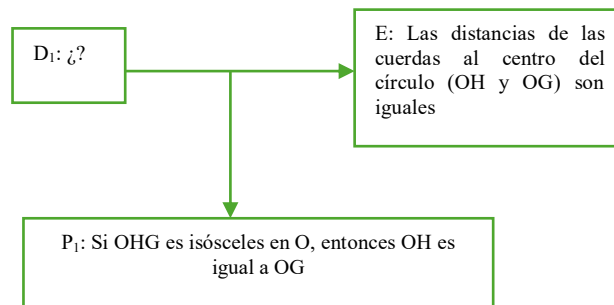 D₁: ¿?
E: Las distancias de las
cuerdas al centro del
círculo (OH y OG) son
iguales
P₁: Si OHG es isósceles en O, entonces OH es
igual a OG